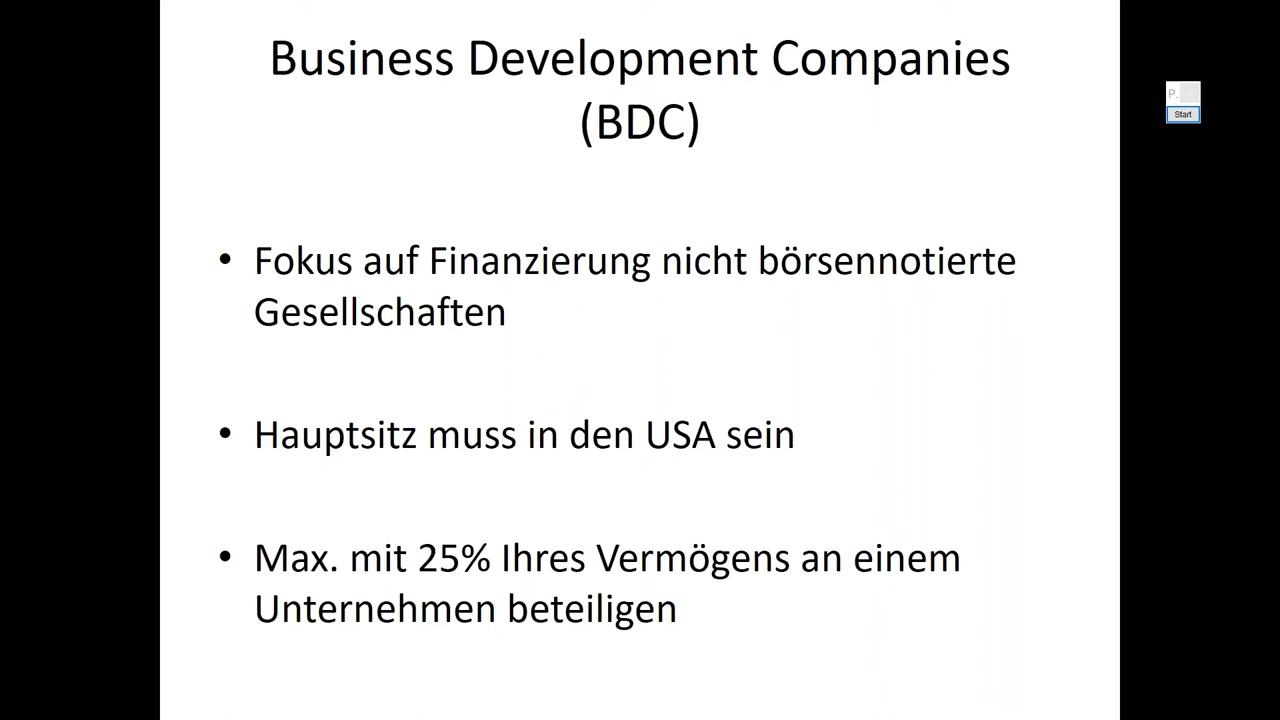 Business Development Companies
(BDC)
• Fokus auf Finanzierung nicht börsennotierte
Gesellschaften
• Hauptsitz muss in den USA sein
• Max. mit 25% Ihres Vermögens an einem
Unternehmen beteiligen
P.
Start